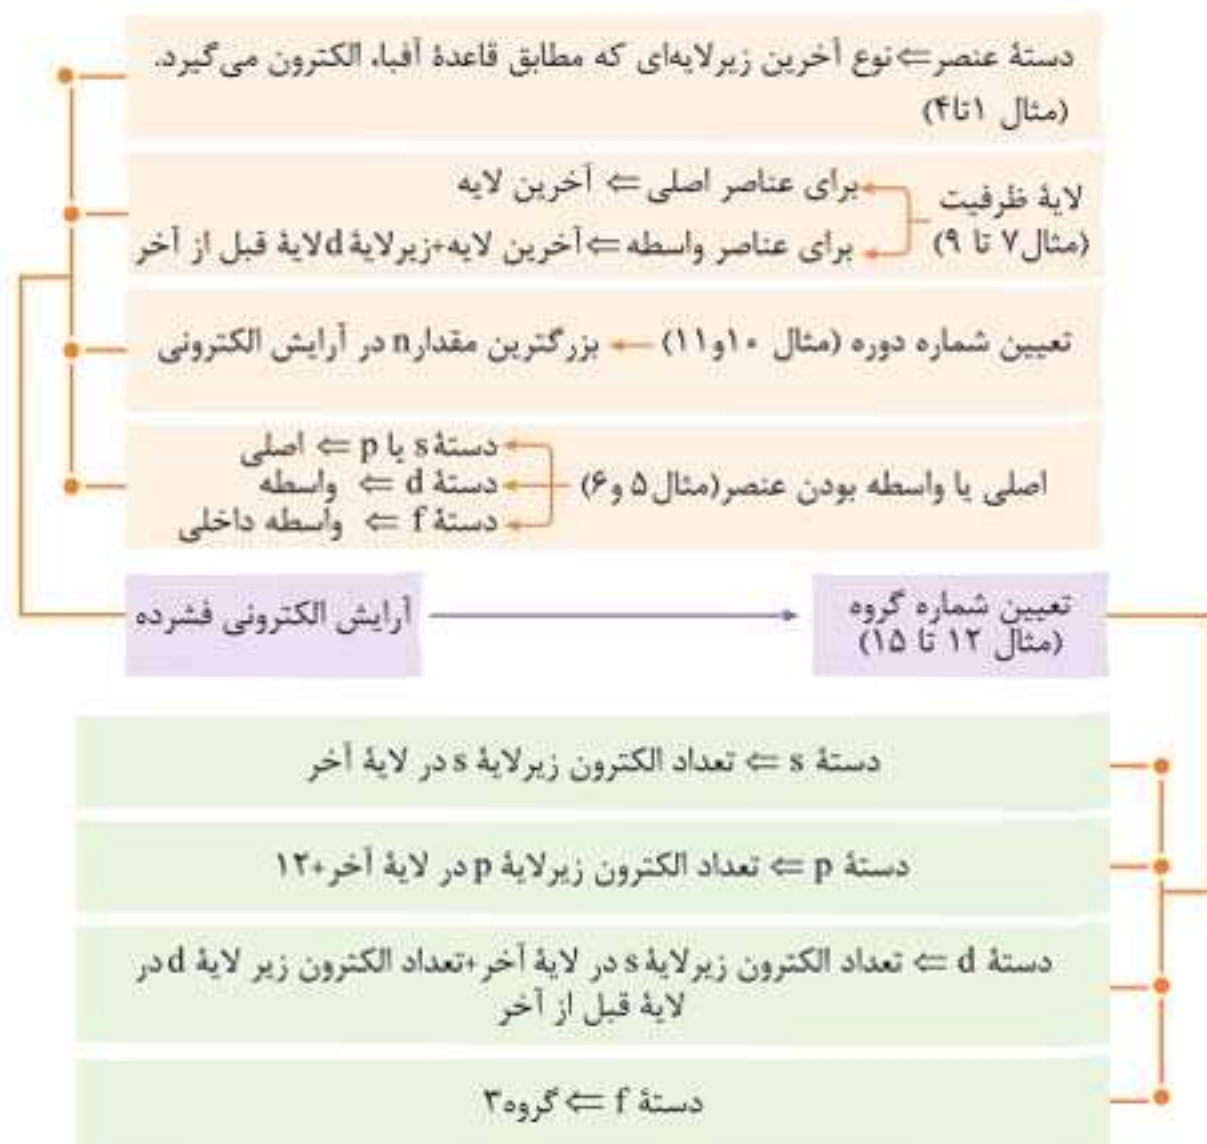 دستهٔ عنصر⇐نوع آخرین زیرلایه‌ای که مطابق قاعدهٔ آفبا، الکترون می‌گیرد.
(مثال ۱تا۴)
لایهٔ ظرفیت
(مثال۷ تا ۹)
برای عناصر اصلی⇐ آخرین لایه
برای عناصر واسطه⇐آخرین لایه+زیرلایهٔ dلایهٔ قبل از آخر
تعیین شماره دوره (مثال ۱۰و۱۱) ← بزرگترین مقدارn در آرایش الکترونی
اصلی یا واسطه بودن عنصر(مثال۵ و۶)
دستهٔ s یا p ⇐ اصلی
دستهٔ d ⇐ واسطه
دستهٔ f ⇐ واسطه داخلی
تعیین شماره گروه
(مثال ۱۲ تا ۱۵)
آرایش الکترونی فشرده
دستهٔ s ⇐ تعداد الکترون زیرلایهٔ s در لایهٔ آخر
دستهٔ p ⇐ تعداد الکترون زیرلایهٔ p در لایهٔ آخر+۱۲
دستهٔ d ⇐ تعداد الکترون زیرلایهٔ s در لایهٔ آخر+تعداد الکترون زیر لایهٔ d در
لایهٔ قبل از آخر
دستهٔ f ⇐گروه۳